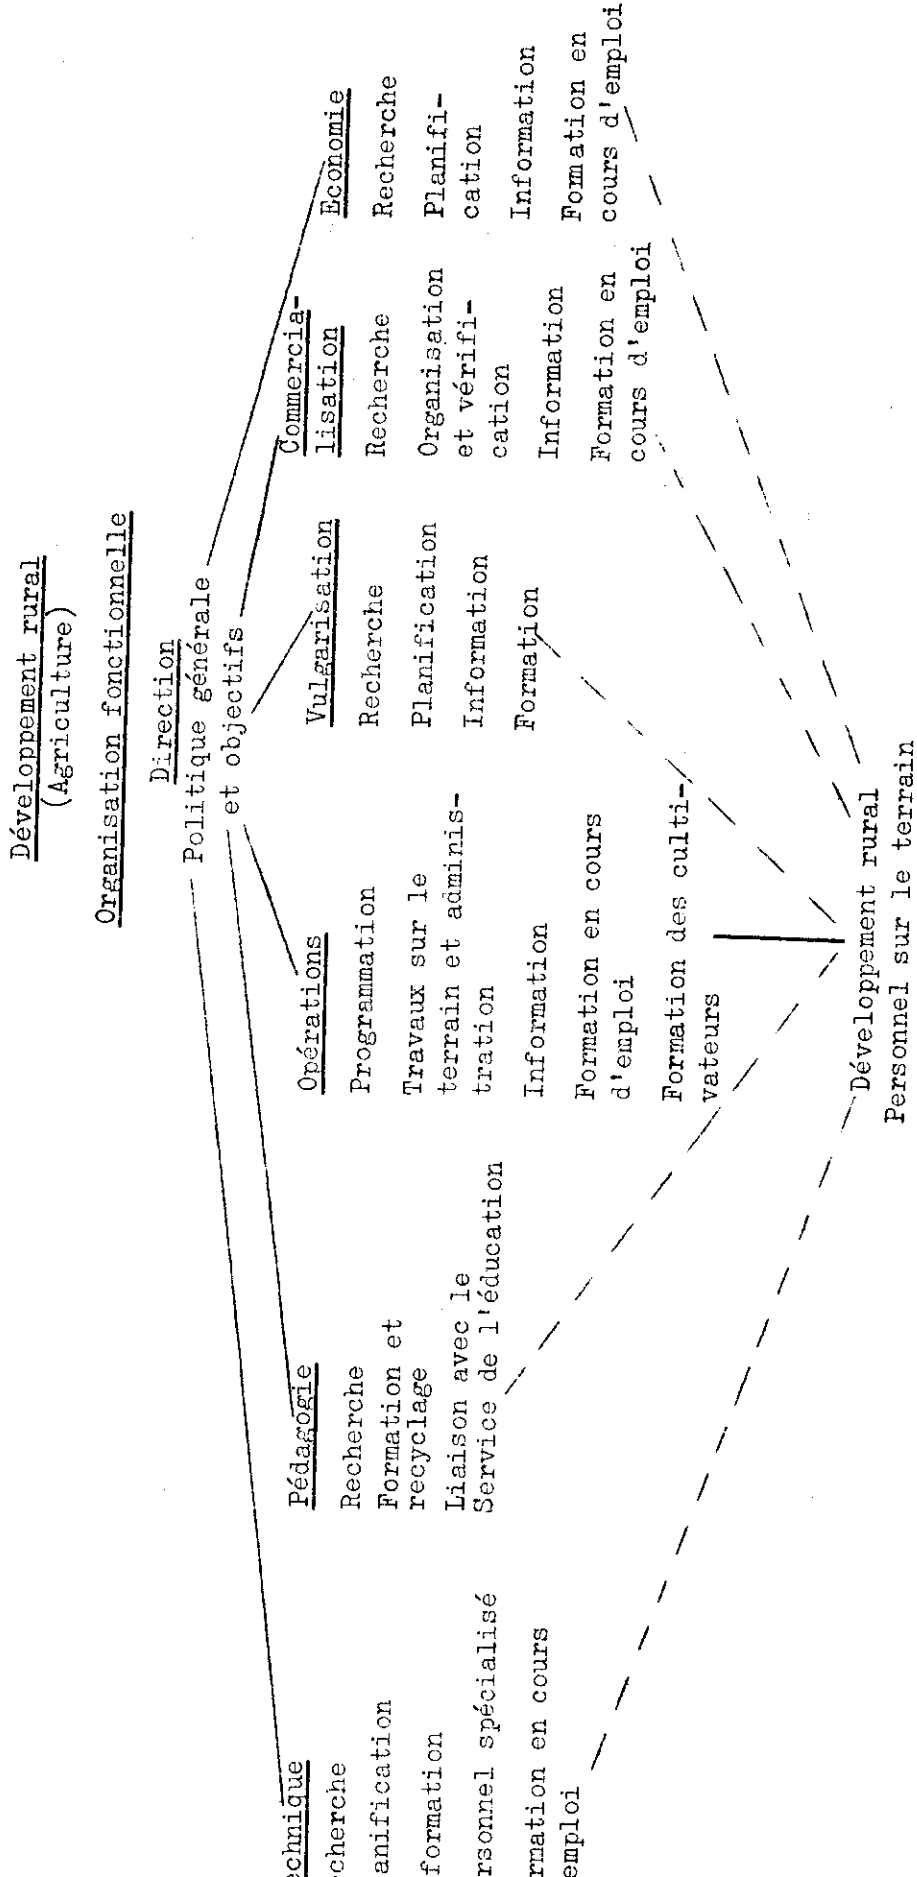 Développement rural
(Agriculture)
Organisation fonctionnelle
Direction
Politique générale
et objectifs
echnique
cherche
anification
formation
rsonnel spécialisé
rmation en cours
emploi
Pédagogie
Recherche
Formation et
recyclage
Liaison avec le
Service de l'éducation
Opérations
Programmation
Travaux sur le
terrain et adminis-
tration
Information
Formation en cours
d'emploi
Formation des culti-
vateurs
Vulgarisation
Recherche
Planification
Information
Formation
Commercia-
lisation
Recherche
Organisation
et vérifi-
cation
Information
Formation en
cours d'emploi
Economie
Recherche
Planifi-
cation
Information
Formation en
cours d'emploi
Développement rural
Personnel sur le terrain